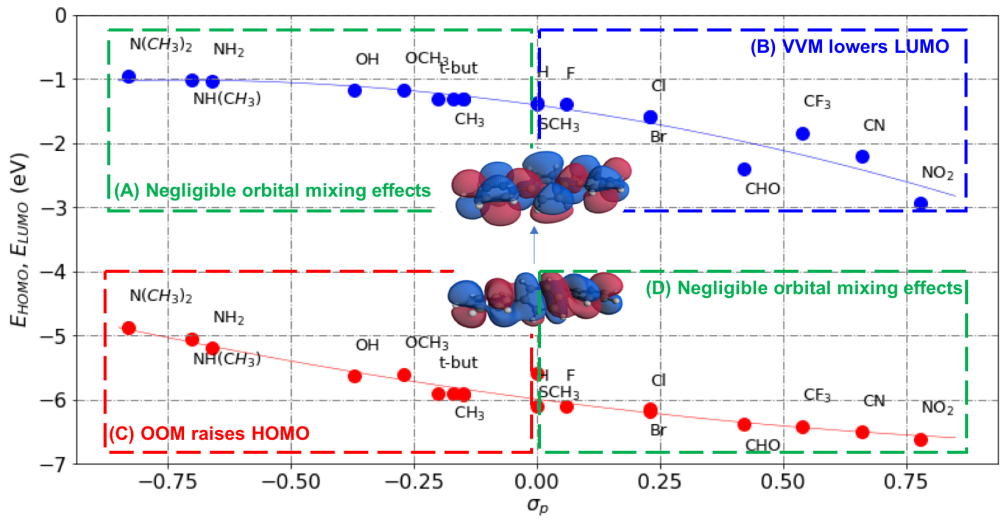 0
−1
−2
−3
−4
−5
−6
−7
E_HOMO, E_LUMO (eV)
N(CH₃)₂
NH₂
NH(CH₃)
OH
OCH₃
t-but
CH₃
H
F
SCH₃
Cl
Br
CHO
CF₃
CN
NO₂
(A) Negligible orbital mixing effects
(B) VVM lowers LUMO
N(CH₃)₂
NH₂
NH(CH₃)
OH
OCH₃
t-but
CH₃
H
F
SCH₃
Cl
Br
CHO
CF₃
CN
NO₂
(C) OOM raises HOMO
(D) Negligible orbital mixing effects
−0.75
−0.50
−0.25
0.00
0.25
0.50
0.75
σₚ